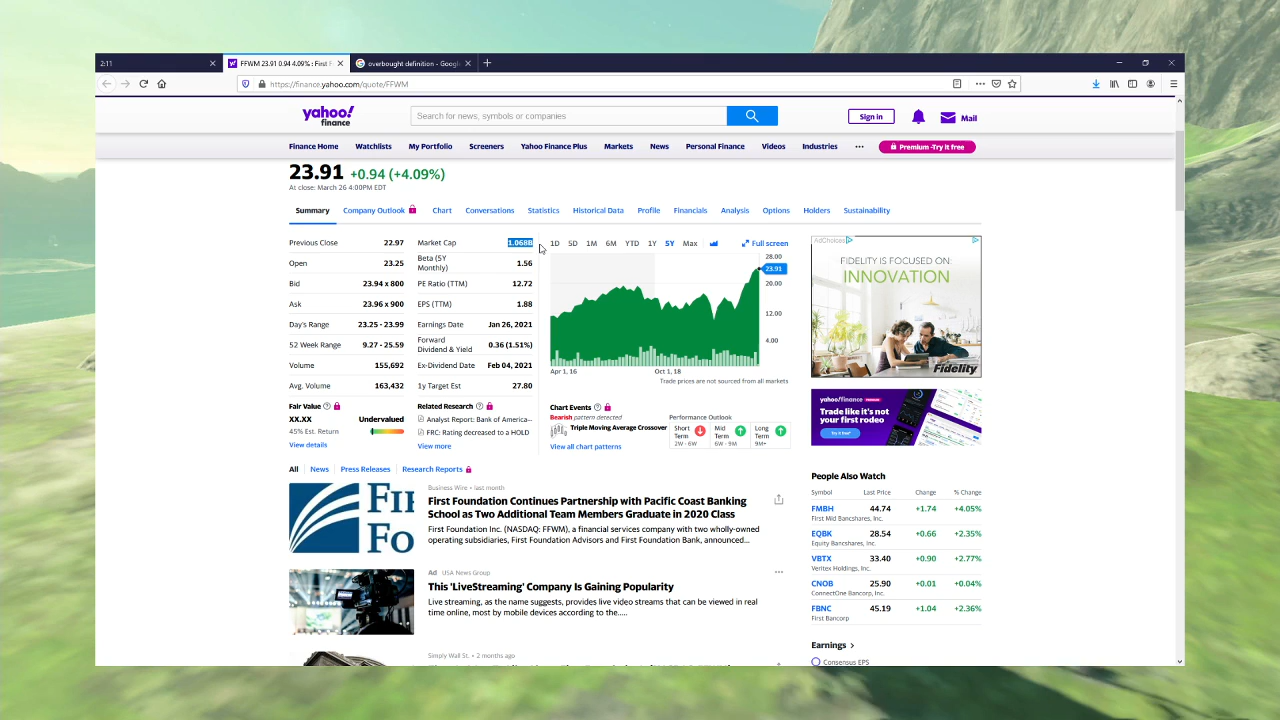 2:11
FFWM 23.91 0.94 4.09% : First F
overbought definition - Googl
https://finance.yahoo.com/quote/FFWM
yahoo!
finance
Search for news, symbols or companies
Sign in
Mail
Finance Home Watchlists My Portfolio Screeners Yahoo Finance Plus Markets News Personal Finance Videos Industries ••• Premium -Try it free
23.91 +0.94 (+4.09%)
At close: March 26 4:00PM EDT
Summary Company Outlook Chart Conversations Statistics Historical Data Profile Financials Analysis Options Holders Sustainability
Previous Close 22.97
Open 23.25
Bid 23.94 x 800
Ask 23.96 x 900
Day's Range 23.25 - 23.99
52 Week Range 9.27 - 25.59
Volume 155,692
Avg. Volume 163,432
Market Cap 1.068B
Beta (5Y
Monthly) 1.56
PE Ratio (TTM) 12.72
EPS (TTM) 1.88
Earnings Date Jan 26, 2021
Forward
Dividend & Yield 0.36 (1.51%)
Ex-Dividend Date Feb 04, 2021
1y Target Est 27.80
1D 5D 1M 6M YTD 1Y 5Y Max Full screen
28.00
23.91
20.00
12.00
4.00
Apr 1, 16 Oct 1, 18
Trade prices are not sourced from all markets
Fair Value
XX.XX Undervalued
45% Est. Return
View details
Related Research
Analyst Report: Bank of America—
FRC: Rating decreased to a HOLD
View more
Chart Events
Bearish pattern detected
Triple Moving Average Crossover
View all chart patterns
Performance Outlook
Short
Term
2W - 6W
Mid
Term
6W - 9M
Long
Term
9M+
All News Press Releases Research Reports
Business Wire • last month
First Foundation Continues Partnership with Pacific Coast Banking
School as Two Additional Team Members Graduate in 2020 Class
First Foundation Inc. (NASDAQ: FFWM), a financial services company with two wholly-owned
operating subsidiaries, First Foundation Advisors and First Foundation Bank, announced...
FI
Fo
Ad USA News Group
This 'LiveStreaming' Company Is Gaining Popularity
Live streaming, as the name suggests, provides live video streams that can be viewed in real
time online, most by mobile devices according to the.....
Simply Wall St. • 2 months ago
AdChoices
FIDELITY IS FOCUSED ON:
INNOVATION
Fidelity
yahoo/finance PREMIUM
Trade like it's not
your first rodeo
Try it free*
People Also Watch
Symbol Last Price Change % Change
FMBH 44.74 +1.74 +4.05%
First Mid Bancshares, Inc.
EQBK 28.54 +0.66 +2.35%
Equity Bancshares, Inc.
VBTX 33.40 +0.90 +2.77%
Veritex Holdings, Inc.
CNOB 25.90 +0.01 +0.04%
ConnectOne Bancorp, Inc.
FBNC 45.19 +1.04 +2.36%
First Bancorp
Earnings
Consensus EPS